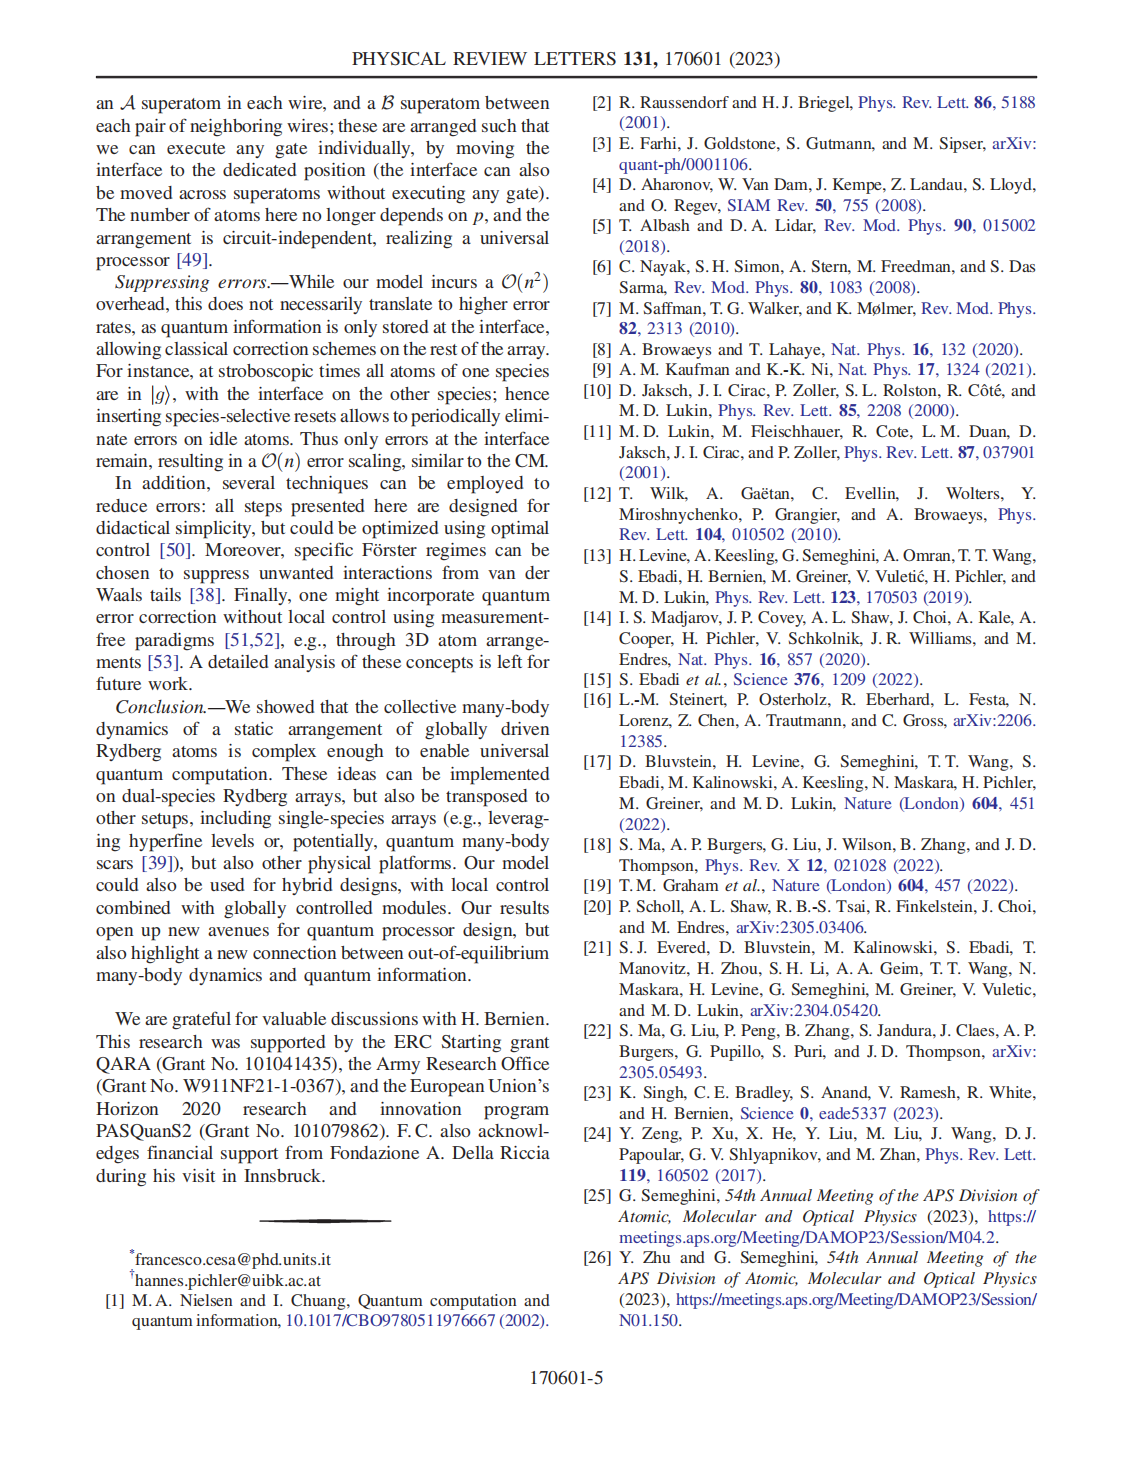 PHYSICAL REVIEW LETTERS 131, 170601 (2023)
an 𝒜 superatom in each wire, and a ℬ superatom between
each pair of neighboring wires; these are arranged such that
we can execute any gate individually, by moving the
interface to the dedicated position (the interface can also
be moved across superatoms without executing any gate).
The number of atoms here no longer depends on p, and the
arrangement is circuit-independent, realizing a universal
processor [49].
Suppressing errors.—While our model incurs a 𝒪(n²)
overhead, this does not necessarily translate to higher error
rates, as quantum information is only stored at the interface,
allowing classical correction schemes on the rest of the array.
For instance, at stroboscopic times all atoms of one species
are in |g⟩, with the interface on the other species; hence
inserting species-selective resets allows to periodically elimi-
nate errors on idle atoms. Thus only errors at the interface
remain, resulting in a 𝒪(n) error scaling, similar to the CM.
In addition, several techniques can be employed to
reduce errors: all steps presented here are designed for
didactical simplicity, but could be optimized using optimal
control [50]. Moreover, specific Förster regimes can be
chosen to suppress unwanted interactions from van der
Waals tails [38]. Finally, one might incorporate quantum
error correction without local control using measurement-
free paradigms [51,52], e.g., through 3D atom arrange-
ments [53]. A detailed analysis of these concepts is left for
future work.
Conclusion.—We showed that the collective many-body
dynamics of a static arrangement of globally driven
Rydberg atoms is complex enough to enable universal
quantum computation. These ideas can be implemented
on dual-species Rydberg arrays, but also be transposed to
other setups, including single-species arrays (e.g., leverag-
ing hyperfine levels or, potentially, quantum many-body
scars [39]), but also other physical platforms. Our model
could also be used for hybrid designs, with local control
combined with globally controlled modules. Our results
open up new avenues for quantum processor design, but
also highlight a new connection between out-of-equilibrium
many-body dynamics and quantum information.
We are grateful for valuable discussions with H. Bernien.
This research was supported by the ERC Starting grant
QARA (Grant No. 101041435), the Army Research Office
(Grant No. W911NF21-1-0367), and the European Union's
Horizon 2020 research and innovation program
PASQuanS2 (Grant No. 101079862). F. C. also acknowl-
edges financial support from Fondazione A. Della Riccia
during his visit in Innsbruck.
*francesco.cesa@phd.units.it
†hannes.pichler@uibk.ac.at
[1] M. A. Nielsen and I. Chuang, Quantum computation and
quantum information, 10.1017/CBO9780511976667 (2002).
[2] R. Raussendorf and H. J. Briegel, Phys. Rev. Lett. 86, 5188
(2001).
[3] E. Farhi, J. Goldstone, S. Gutmann, and M. Sipser, arXiv:
quant-ph/0001106.
[4] D. Aharonov, W. Van Dam, J. Kempe, Z. Landau, S. Lloyd,
and O. Regev, SIAM Rev. 50, 755 (2008).
[5] T. Albash and D. A. Lidar, Rev. Mod. Phys. 90, 015002
(2018).
[6] C. Nayak, S. H. Simon, A. Stern, M. Freedman, and S. Das
Sarma, Rev. Mod. Phys. 80, 1083 (2008).
[7] M. Saffman, T. G. Walker, and K. Mølmer, Rev. Mod. Phys.
82, 2313 (2010).
[8] A. Browaeys and T. Lahaye, Nat. Phys. 16, 132 (2020).
[9] A. M. Kaufman and K.-K. Ni, Nat. Phys. 17, 1324 (2021).
[10] D. Jaksch, J. I. Cirac, P. Zoller, S. L. Rolston, R. Côté, and
M. D. Lukin, Phys. Rev. Lett. 85, 2208 (2000).
[11] M. D. Lukin, M. Fleischhauer, R. Cote, L. M. Duan, D.
Jaksch, J. I. Cirac, and P. Zoller, Phys. Rev. Lett. 87, 037901
(2001).
[12] T. Wilk, A. Gaëtan, C. Evellin, J. Wolters, Y.
Miroshnychenko, P. Grangier, and A. Browaeys, Phys.
Rev. Lett. 104, 010502 (2010).
[13] H. Levine, A. Keesling, G. Semeghini, A. Omran, T. T. Wang,
S. Ebadi, H. Bernien, M. Greiner, V. Vuletić, H. Pichler, and
M. D. Lukin, Phys. Rev. Lett. 123, 170503 (2019).
[14] I. S. Madjarov, J. P. Covey, A. L. Shaw, J. Choi, A. Kale, A.
Cooper, H. Pichler, V. Schkolnik, J. R. Williams, and M.
Endres, Nat. Phys. 16, 857 (2020).
[15] S. Ebadi et al., Science 376, 1209 (2022).
[16] L.-M. Steinert, P. Osterholz, R. Eberhard, L. Festa, N.
Lorenz, Z. Chen, A. Trautmann, and C. Gross, arXiv:2206.
12385.
[17] D. Bluvstein, H. Levine, G. Semeghini, T. T. Wang, S.
Ebadi, M. Kalinowski, A. Keesling, N. Maskara, H. Pichler,
M. Greiner, and M. D. Lukin, Nature (London) 604, 451
(2022).
[18] S. Ma, A. P. Burgers, G. Liu, J. Wilson, B. Zhang, and J. D.
Thompson, Phys. Rev. X 12, 021028 (2022).
[19] T. M. Graham et al., Nature (London) 604, 457 (2022).
[20] P. Scholl, A. L. Shaw, R. B.-S. Tsai, R. Finkelstein, J. Choi,
and M. Endres, arXiv:2305.03406.
[21] S. J. Evered, D. Bluvstein, M. Kalinowski, S. Ebadi, T.
Manovitz, H. Zhou, S. H. Li, A. A. Geim, T. T. Wang, N.
Maskara, H. Levine, G. Semeghini, M. Greiner, V. Vuletic,
and M. D. Lukin, arXiv:2304.05420.
[22] S. Ma, G. Liu, P. Peng, B. Zhang, S. Jandura, J. Claes, A. P.
Burgers, G. Pupillo, S. Puri, and J. D. Thompson, arXiv:
2305.05493.
[23] K. Singh, C. E. Bradley, S. Anand, V. Ramesh, R. White,
and H. Bernien, Science 0, eade5337 (2023).
[24] Y. Zeng, P. Xu, X. He, Y. Liu, M. Liu, J. Wang, D. J.
Papoular, G. V. Shlyapnikov, and M. Zhan, Phys. Rev. Lett.
119, 160502 (2017).
[25] G. Semeghini, 54th Annual Meeting of the APS Division of
Atomic, Molecular and Optical Physics (2023), https://
meetings.aps.org/Meeting/DAMOP23/Session/M04.2.
[26] Y. Zhu and G. Semeghini, 54th Annual Meeting of the
APS Division of Atomic, Molecular and Optical Physics
(2023), https://meetings.aps.org/Meeting/DAMOP23/Session/
N01.150.
170601-5